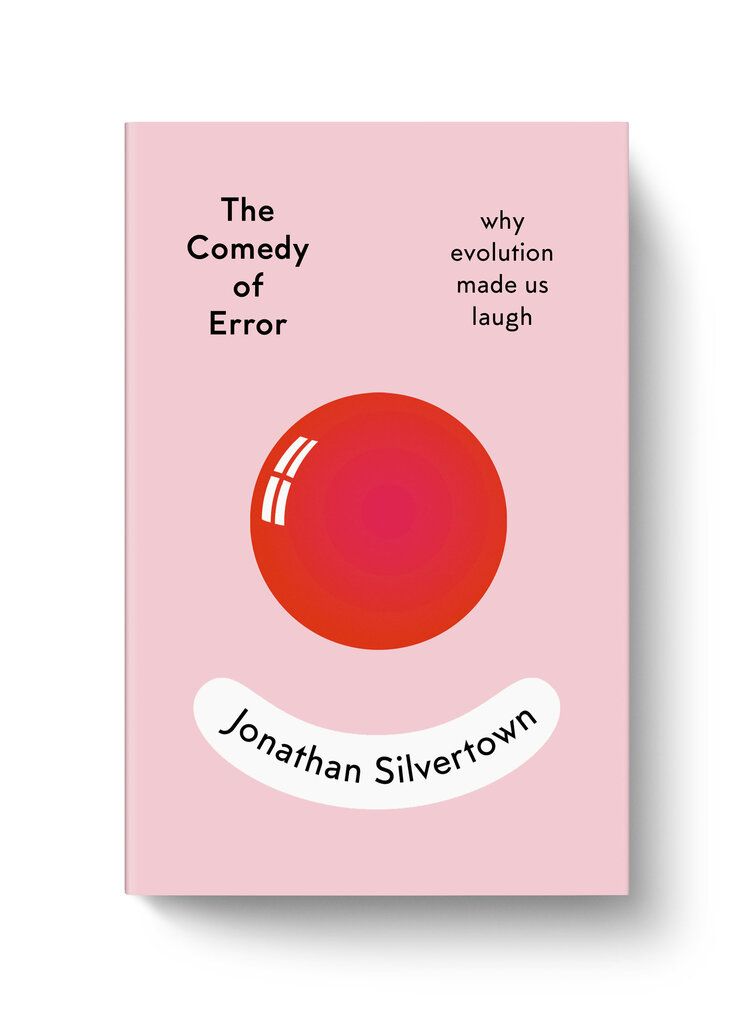 The
Comedy
of
Error
why
evolution
made us
laugh
Jonathan Silvertown